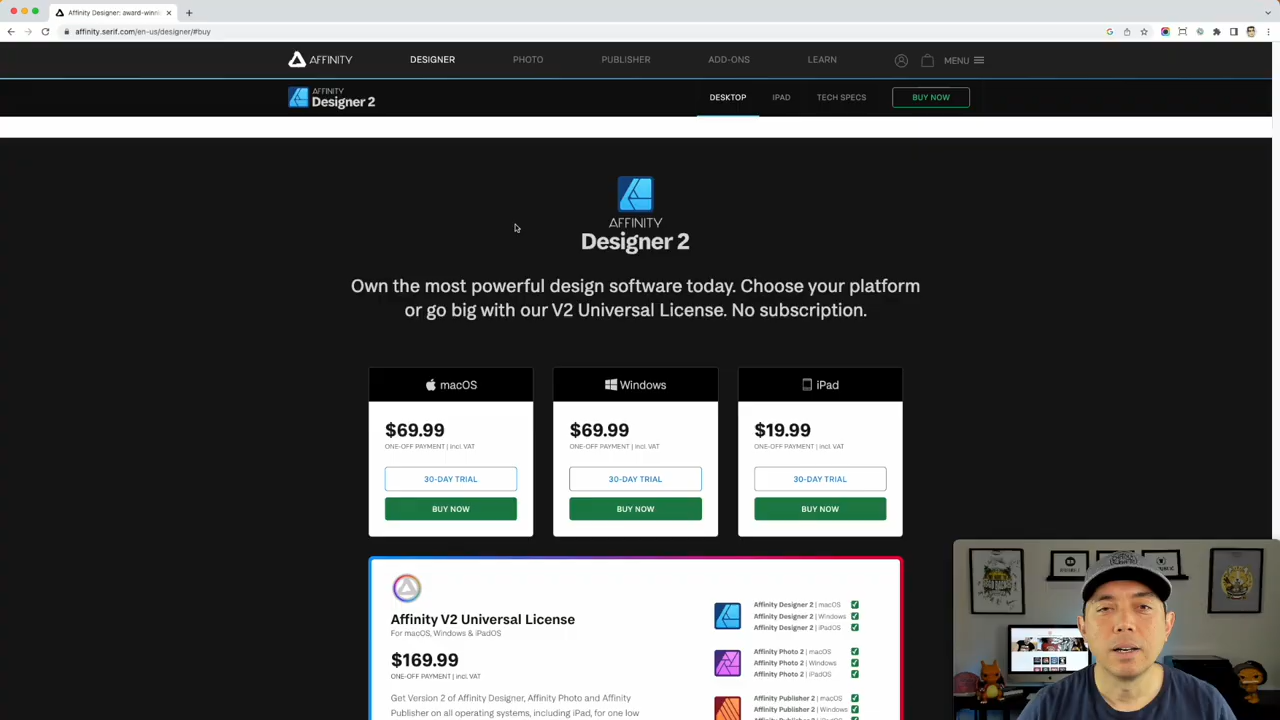 Affinity Designer: award-winni
affinity.serif.com/en-us/designer/#buy
AFFINITY
DESIGNER
PHOTO
PUBLISHER
ADD-ONS
LEARN
MENU
AFFINITY
Designer 2
DESKTOP
IPAD
TECH SPECS
BUY NOW
AFFINITY
Designer 2
Own the most powerful design software today. Choose your platform
or go big with our V2 Universal License. No subscription.
macOS
$69.99
ONE-OFF PAYMENT | incl. VAT
30-DAY TRIAL
BUY NOW
Windows
$69.99
ONE-OFF PAYMENT | incl. VAT
30-DAY TRIAL
BUY NOW
iPad
$19.99
ONE-OFF PAYMENT | incl. VAT
30-DAY TRIAL
BUY NOW
Affinity V2 Universal License
For macOS, Windows & iPadOS
$169.99
ONE-OFF PAYMENT | incl. VAT
Get Version 2 of Affinity Designer, Affinity Photo and Affinity
Publisher on all operating systems, including iPad, for one low
Affinity Designer 2 | macOS
Affinity Designer 2 | Windows
Affinity Designer 2 | iPadOS
Affinity Photo 2 | macOS
Affinity Photo 2 | Windows
Affinity Photo 2 | iPadOS
Affinity Publisher 2 | macOS
Affinity Publisher 2 | Windows